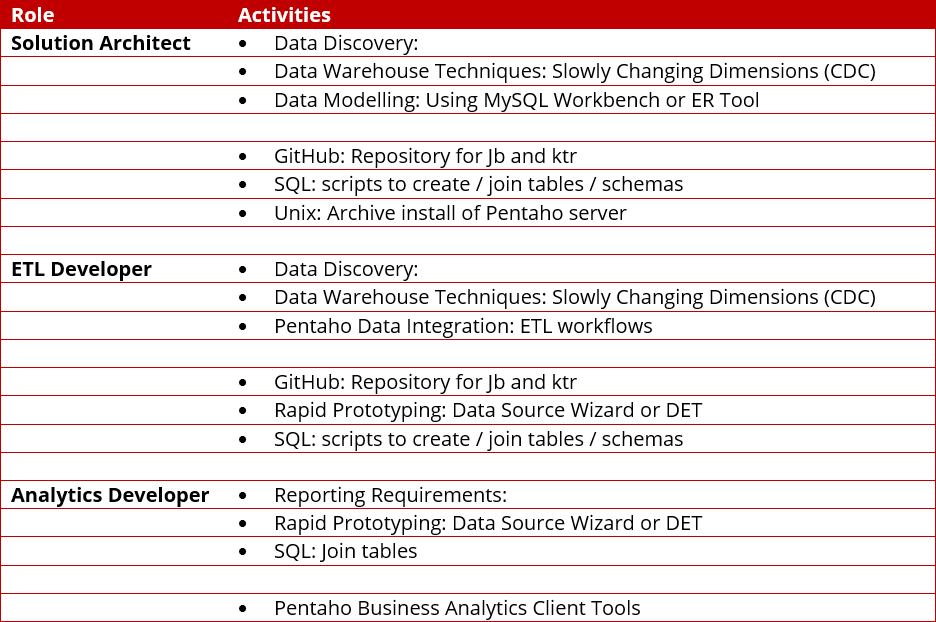 Role Activities
Solution Architect • Data Discovery:
• Data Warehouse Techniques: Slowly Changing Dimensions (CDC)
• Data Modelling: Using MySQL Workbench or ER Tool
• GitHub: Repository for Jb and ktr
• SQL: scripts to create / join tables / schemas
• Unix: Archive install of Pentaho server
ETL Developer • Data Discovery:
• Data Warehouse Techniques: Slowly Changing Dimensions (CDC)
• Pentaho Data Integration: ETL workflows
• GitHub: Repository for Jb and ktr
• Rapid Prototyping: Data Source Wizard or DET
• SQL: scripts to create / join tables / schemas
Analytics Developer • Reporting Requirements:
• Rapid Prototyping: Data Source Wizard or DET
• SQL: Join tables
• Pentaho Business Analytics Client Tools